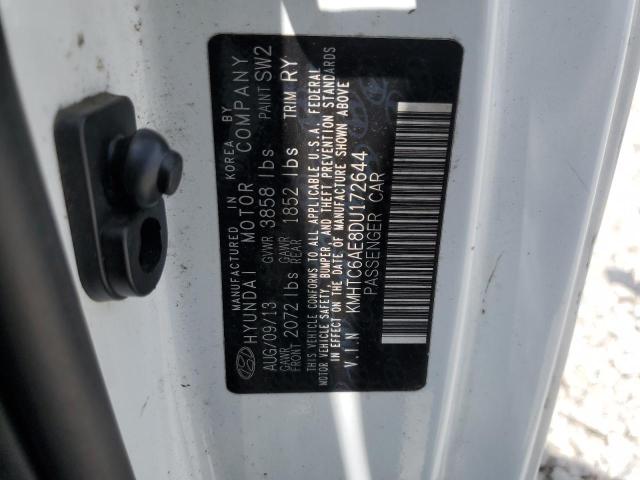 MANUFACTURED IN KOREA BY
HYUNDAI MOTOR COMPANY
AUG/09/13 GVWR 3858 lbs PAINT SW2
GAWR FRONT 2072 lbs GAWR REAR 1852 lbs TRIM RY
THIS VEHICLE CONFORMS TO ALL APPLICABLE U.S.A. FEDERAL
MOTOR VEHICLE SAFETY, BUMPER, AND THEFT PREVENTION STANDARDS
IN EFFECT ON THE DATE OF MANUFACTURE SHOWN ABOVE
V.I.N KMHTC6AE8DU172644
PASSENGER CAR